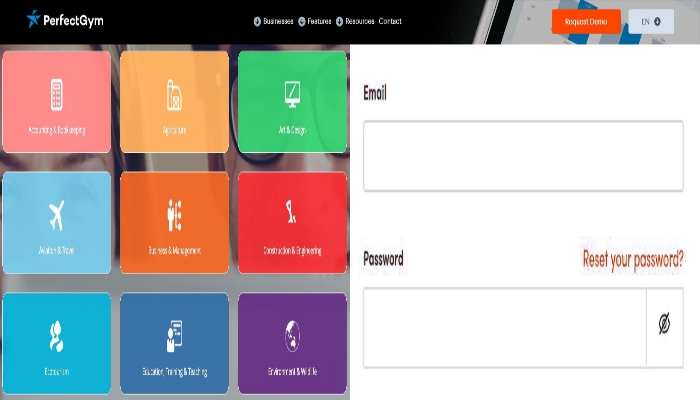 PerfectGym
Businesses Features Resources Contact
Request Demo
EN
Accounting & Bookkeeping
Agriculture
Art & Design
Aviation & Travel
Business & Management
Construction & Engineering
Ecotourism
Education, Training & Teaching
Environment & Wildlife
Email
Password
Reset your password?